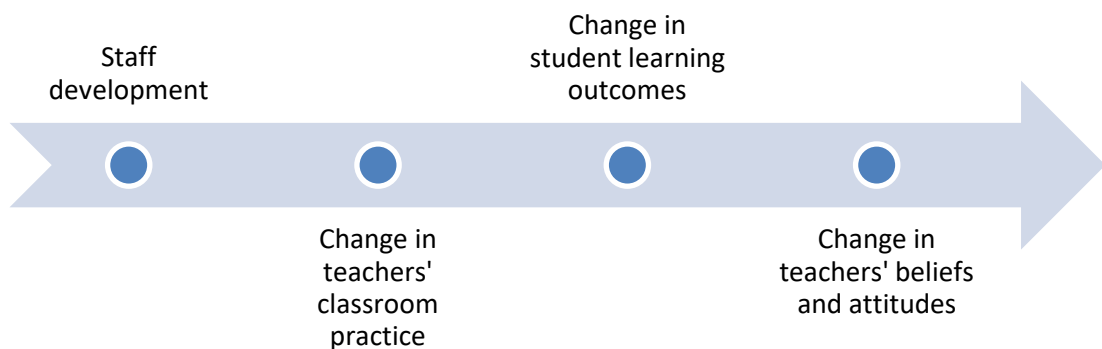 Staff
development
Change in
teachers'
classroom
practice
Change in
student learning
outcomes
Change in
teachers' beliefs
and attitudes